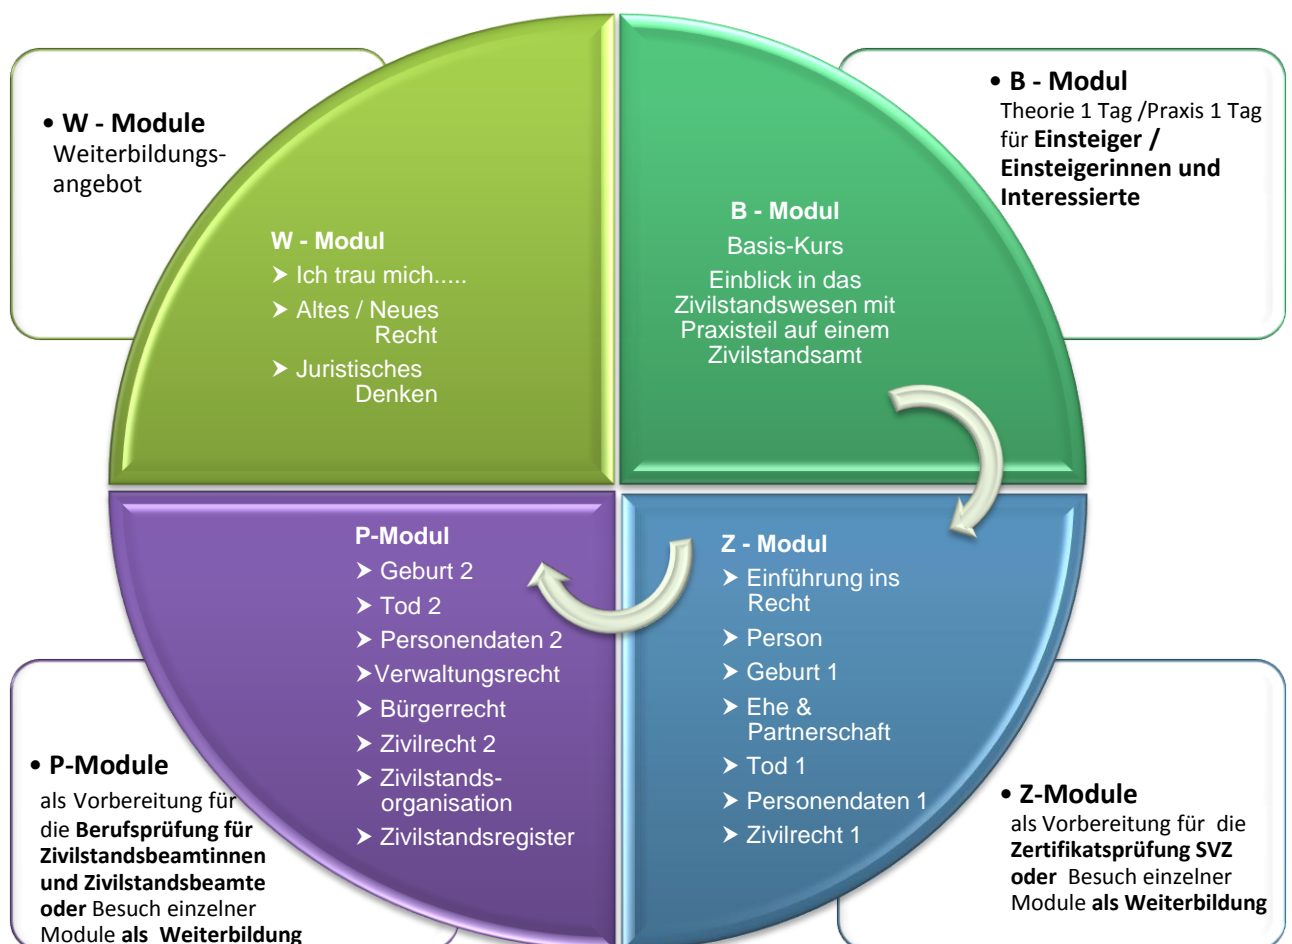 • W - Module
Weiterbildungs-
angebot
• B - Modul
Theorie 1 Tag /Praxis 1 Tag
für Einsteiger /
Einsteigerinnen und
Interessierte
W - Modul
➤ Ich trau mich.....
➤ Altes / Neues
Recht
➤ Juristisches
Denken
B - Modul
Basis-Kurs
Einblick in das
Zivilstandswesen mit
Praxisteil auf einem
Zivilstandsamt
P-Modul
➤ Geburt 2
➤ Tod 2
➤ Personendaten 2
➤Verwaltungsrecht
➤ Bürgerrecht
➤ Zivilrecht 2
➤ Zivilstands-
organisation
➤ Zivilstandsregister
Z - Modul
➤ Einführung ins
Recht
➤ Person
➤ Geburt 1
➤ Ehe &
Partnerschaft
➤ Tod 1
➤ Personendaten 1
➤ Zivilrecht 1
• P-Module
als Vorbereitung für
die Berufsprüfung für
Zivilstandsbeamtinnen
und Zivilstandsbeamte
oder Besuch einzelner
Module als Weiterbildung
• Z-Module
als Vorbereitung für die
Zertifikatsprüfung SVZ
oder Besuch einzelner
Module als Weiterbildung